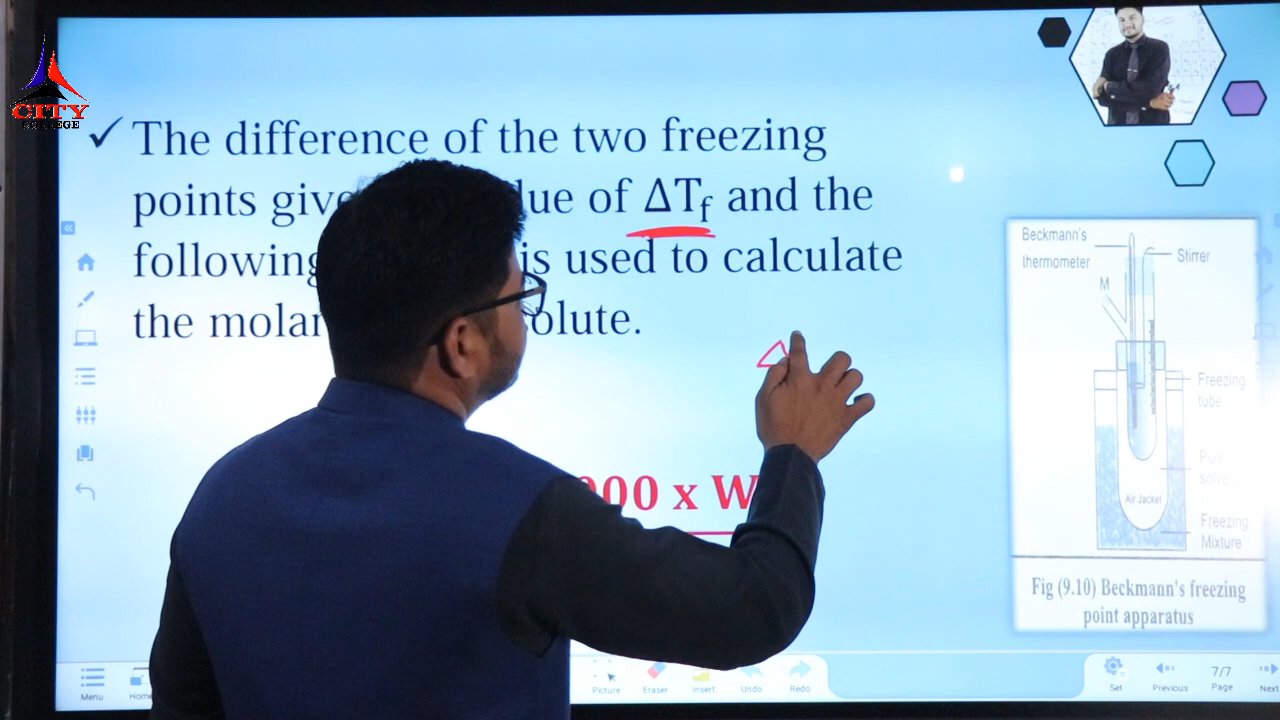 CITY
COLLEGE
✓ The difference of the two freezing
points give lue of ΔTf and the
following is used to calculate
the molar olute.
Δ
000 x W
Beckmann's
thermometer
Stirrer
M
Freezing
tube
Pure
solvent
Air Jacket
Freezing
Mixture
Fig (9.10) Beckmann's freezing
point apparatus
Menu
Home
Picture
Eraser
Insert
Undo
Redo
Set
Previous
7/7
Page
Next